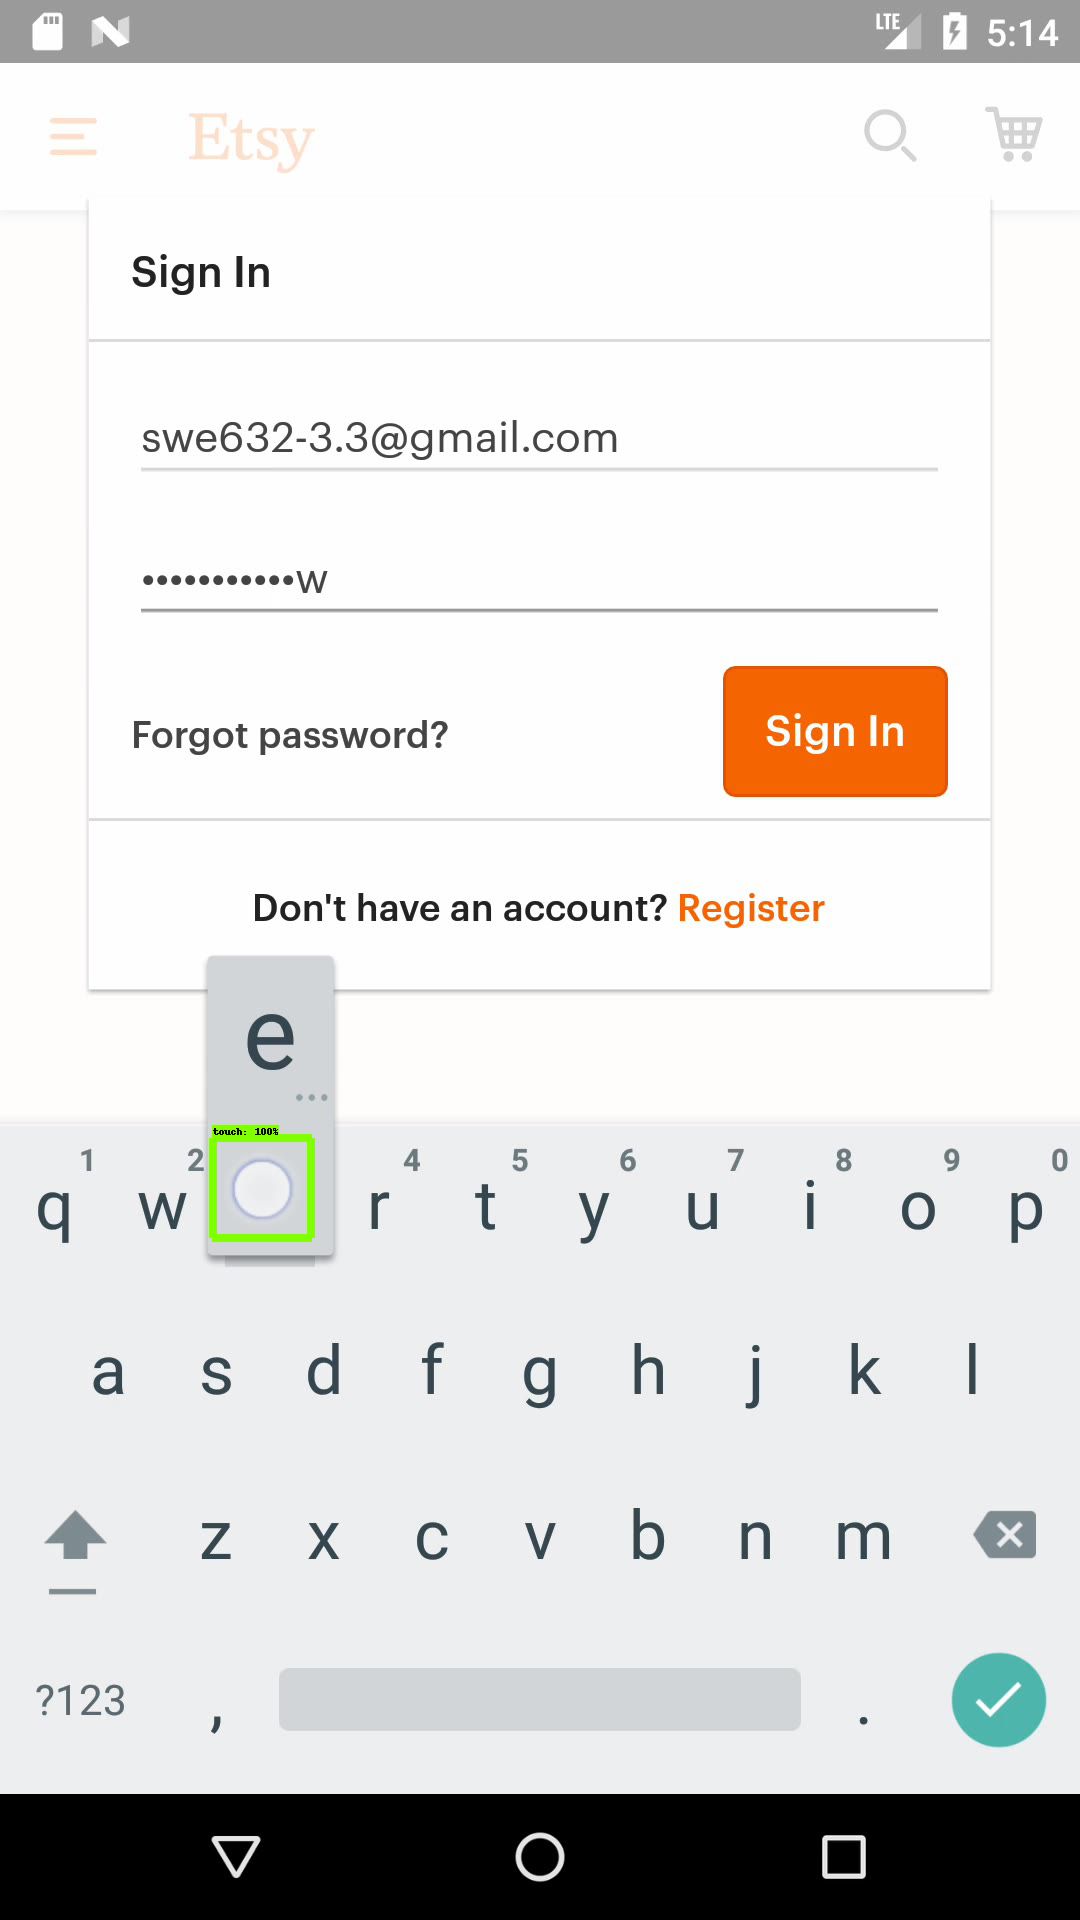 LTE 5:14
Etsy
Sign In
swe632-3.3@gmail.com
•••••••••••w
Forgot password?
Sign In
Don't have an account? Register
e
...
touch: 100%
1 2 4 5 6 7 8 9 0
q w r t y u i o p
a s d f g h j k l
z x c v b n m
?123 , .